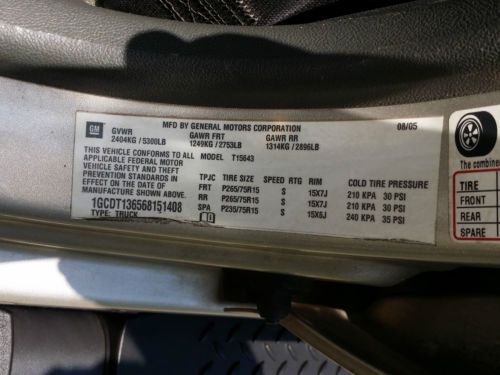 GM
MFD BY GENERAL MOTORS CORPORATION 08/05
GVWR GAWR FRT GAWR RR
2404KG / 5300LB 1249KG / 2753LB 1314KG / 2896LB
THIS VEHICLE CONFORMS TO ALL MODEL T15643
APPLICABLE FEDERAL MOTOR
VEHICLE SAFETY AND THEFT
PREVENTION STANDARDS IN
EFFECT ON THE DATE OF
MANUFACTURE SHOWN ABOVE.
TPJC TIRE SIZE SPEED RTG RIM COLD TIRE PRESSURE
FRT P265/75R15 S 15X7J 210 KPA 30 PSI
RR P265/75R15 S 15X7J 210 KPA 30 PSI
SPA P235/75R15 S 15X6J 240 KPA 35 PSI
1GCDT136568151408
TYPE: TRUCK
The combine
TIRE
FRONT
REAR
SPARE